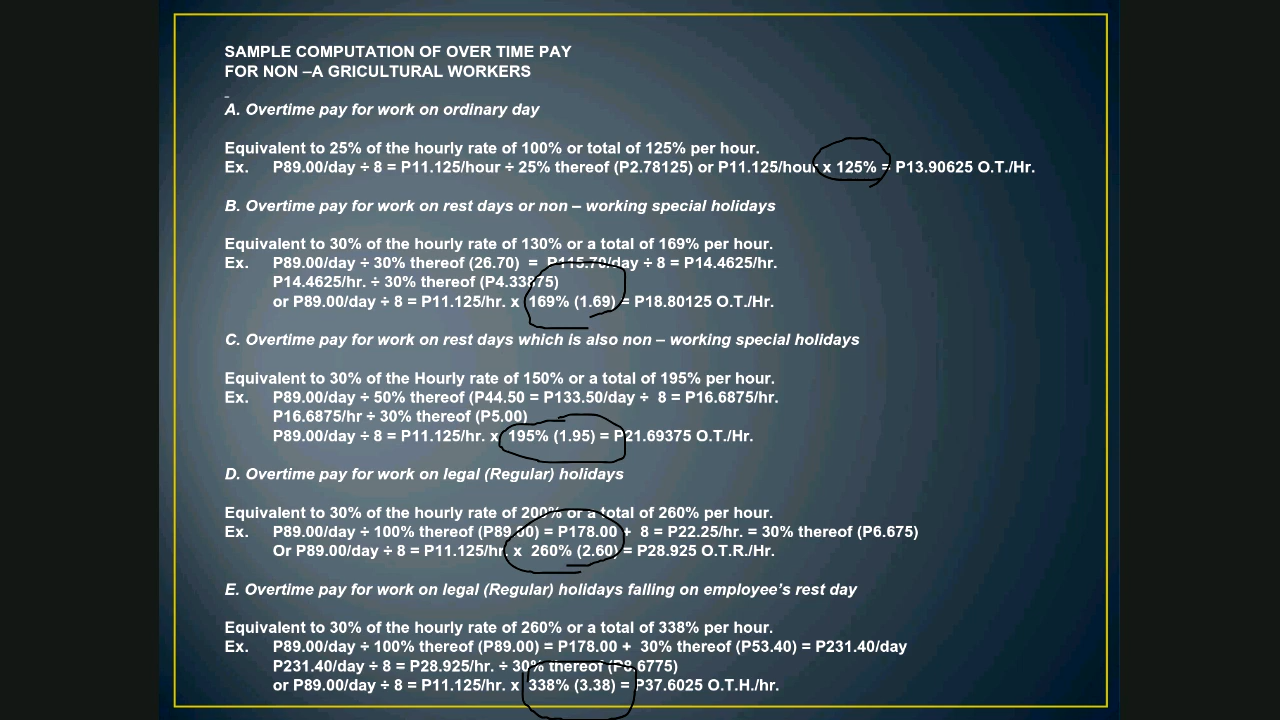 SAMPLE COMPUTATION OF OVER TIME PAY
FOR NON –A GRICULTURAL WORKERS
A. Overtime pay for work on ordinary day
Equivalent to 25% of the hourly rate of 100% or total of 125% per hour.
Ex. P89.00/day ÷ 8 = P11.125/hour ÷ 25% thereof (P2.78125) or P11.125/hour x 125% = P13.90625 O.T./Hr.
B. Overtime pay for work on rest days or non – working special holidays
Equivalent to 30% of the hourly rate of 130% or a total of 169% per hour.
Ex. P89.00/day ÷ 30% thereof (26.70) = P115.70/day ÷ 8 = P14.4625/hr.
P14.4625/hr. ÷ 30% thereof (P4.33875)
or P89.00/day ÷ 8 = P11.125/hr. x 169% (1.69) = P18.80125 O.T./Hr.
C. Overtime pay for work on rest days which is also non – working special holidays
Equivalent to 30% of the Hourly rate of 150% or a total of 195% per hour.
Ex. P89.00/day ÷ 50% thereof (P44.50 = P133.50/day ÷ 8 = P16.6875/hr.
P16.6875/hr ÷ 30% thereof (P5.00)
P89.00/day ÷ 8 = P11.125/hr. x 195% (1.95) = P21.69375 O.T./Hr.
D. Overtime pay for work on legal (Regular) holidays
Equivalent to 30% of the hourly rate of 200% or a total of 260% per hour.
Ex. P89.00/day ÷ 100% thereof (P89.00) = P178.00 + 8 = P22.25/hr. = 30% thereof (P6.675)
Or P89.00/day ÷ 8 = P11.125/hr. x 260% (2.60) = P28.925 O.T.R./Hr.
E. Overtime pay for work on legal (Regular) holidays falling on employee’s rest day
Equivalent to 30% of the hourly rate of 260% or a total of 338% per hour.
Ex. P89.00/day ÷ 100% thereof (P89.00) = P178.00 + 30% thereof (P53.40) = P231.40/day
P231.40/day ÷ 8 = P28.925/hr. ÷ 30% thereof (P8.6775)
or P89.00/day ÷ 8 = P11.125/hr. x 338% (3.38) = P37.6025 O.T.H./hr.